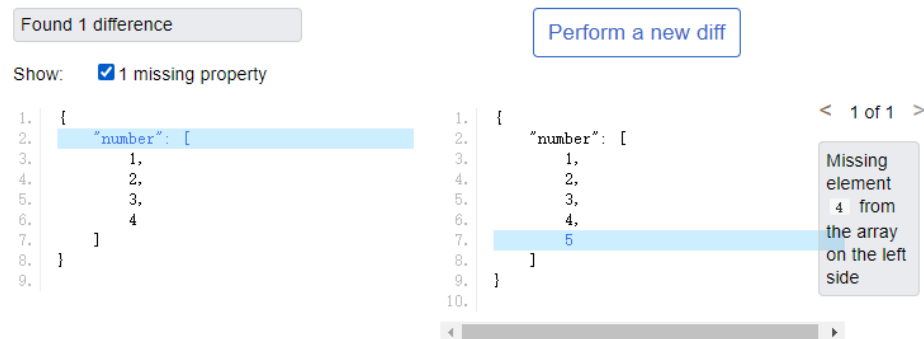 Found 1 difference
Perform a new diff
Show: 1 missing property
1. {
2. "number": [
3. 1,
4. 2,
5. 3,
6. 4
7. ]
8. }
9.
1. {
2. "number": [
3. 1,
4. 2,
5. 3,
6. 4,
7. 5
8. ]
9. }
10.
< 1 of 1 >
Missing
element
4 from
the array
on the left
side